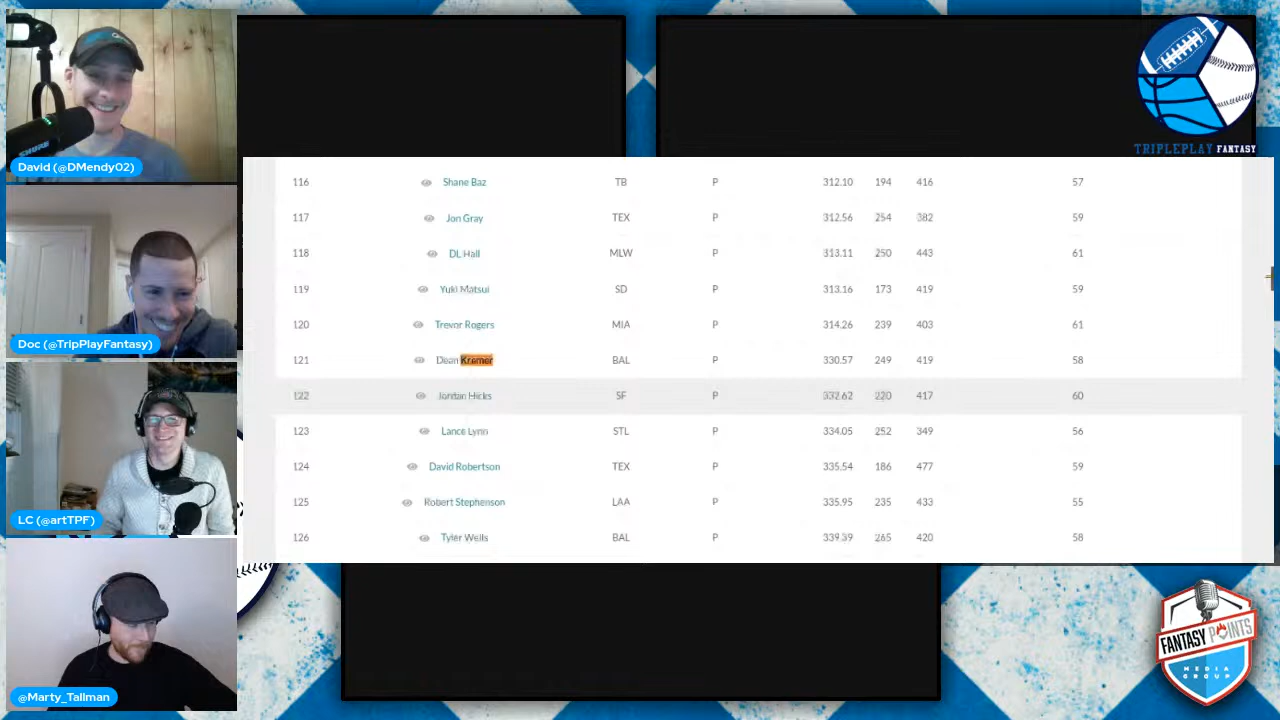 SHURE
David (@DMendy02)
Doc (@TripPlayFantasy)
LC (@artTPF)
@Marty_Tallman
TRIPLEPLAY FANTASY
116 Shane Baz TB P 312.10 194 416 57
117 Jon Gray TEX P 312.56 254 382 59
118 DL Hall MLW P 313.11 250 443 61
119 Yuki Matsui SD P 313.16 173 419 59
120 Trevor Rogers MIA P 314.26 239 403 61
121 Dean Kremer BAL P 330.57 249 419 58
122 Jordan Hicks SF P 332.62 220 417 60
123 Lance Lynn STL P 334.05 252 349 56
124 David Robertson TEX P 335.54 186 477 59
125 Robert Stephenson LAA P 335.95 235 433 55
126 Tyler Wells BAL P 339.39 265 420 58
FANTASY POINTS
MEDIA
GROUP